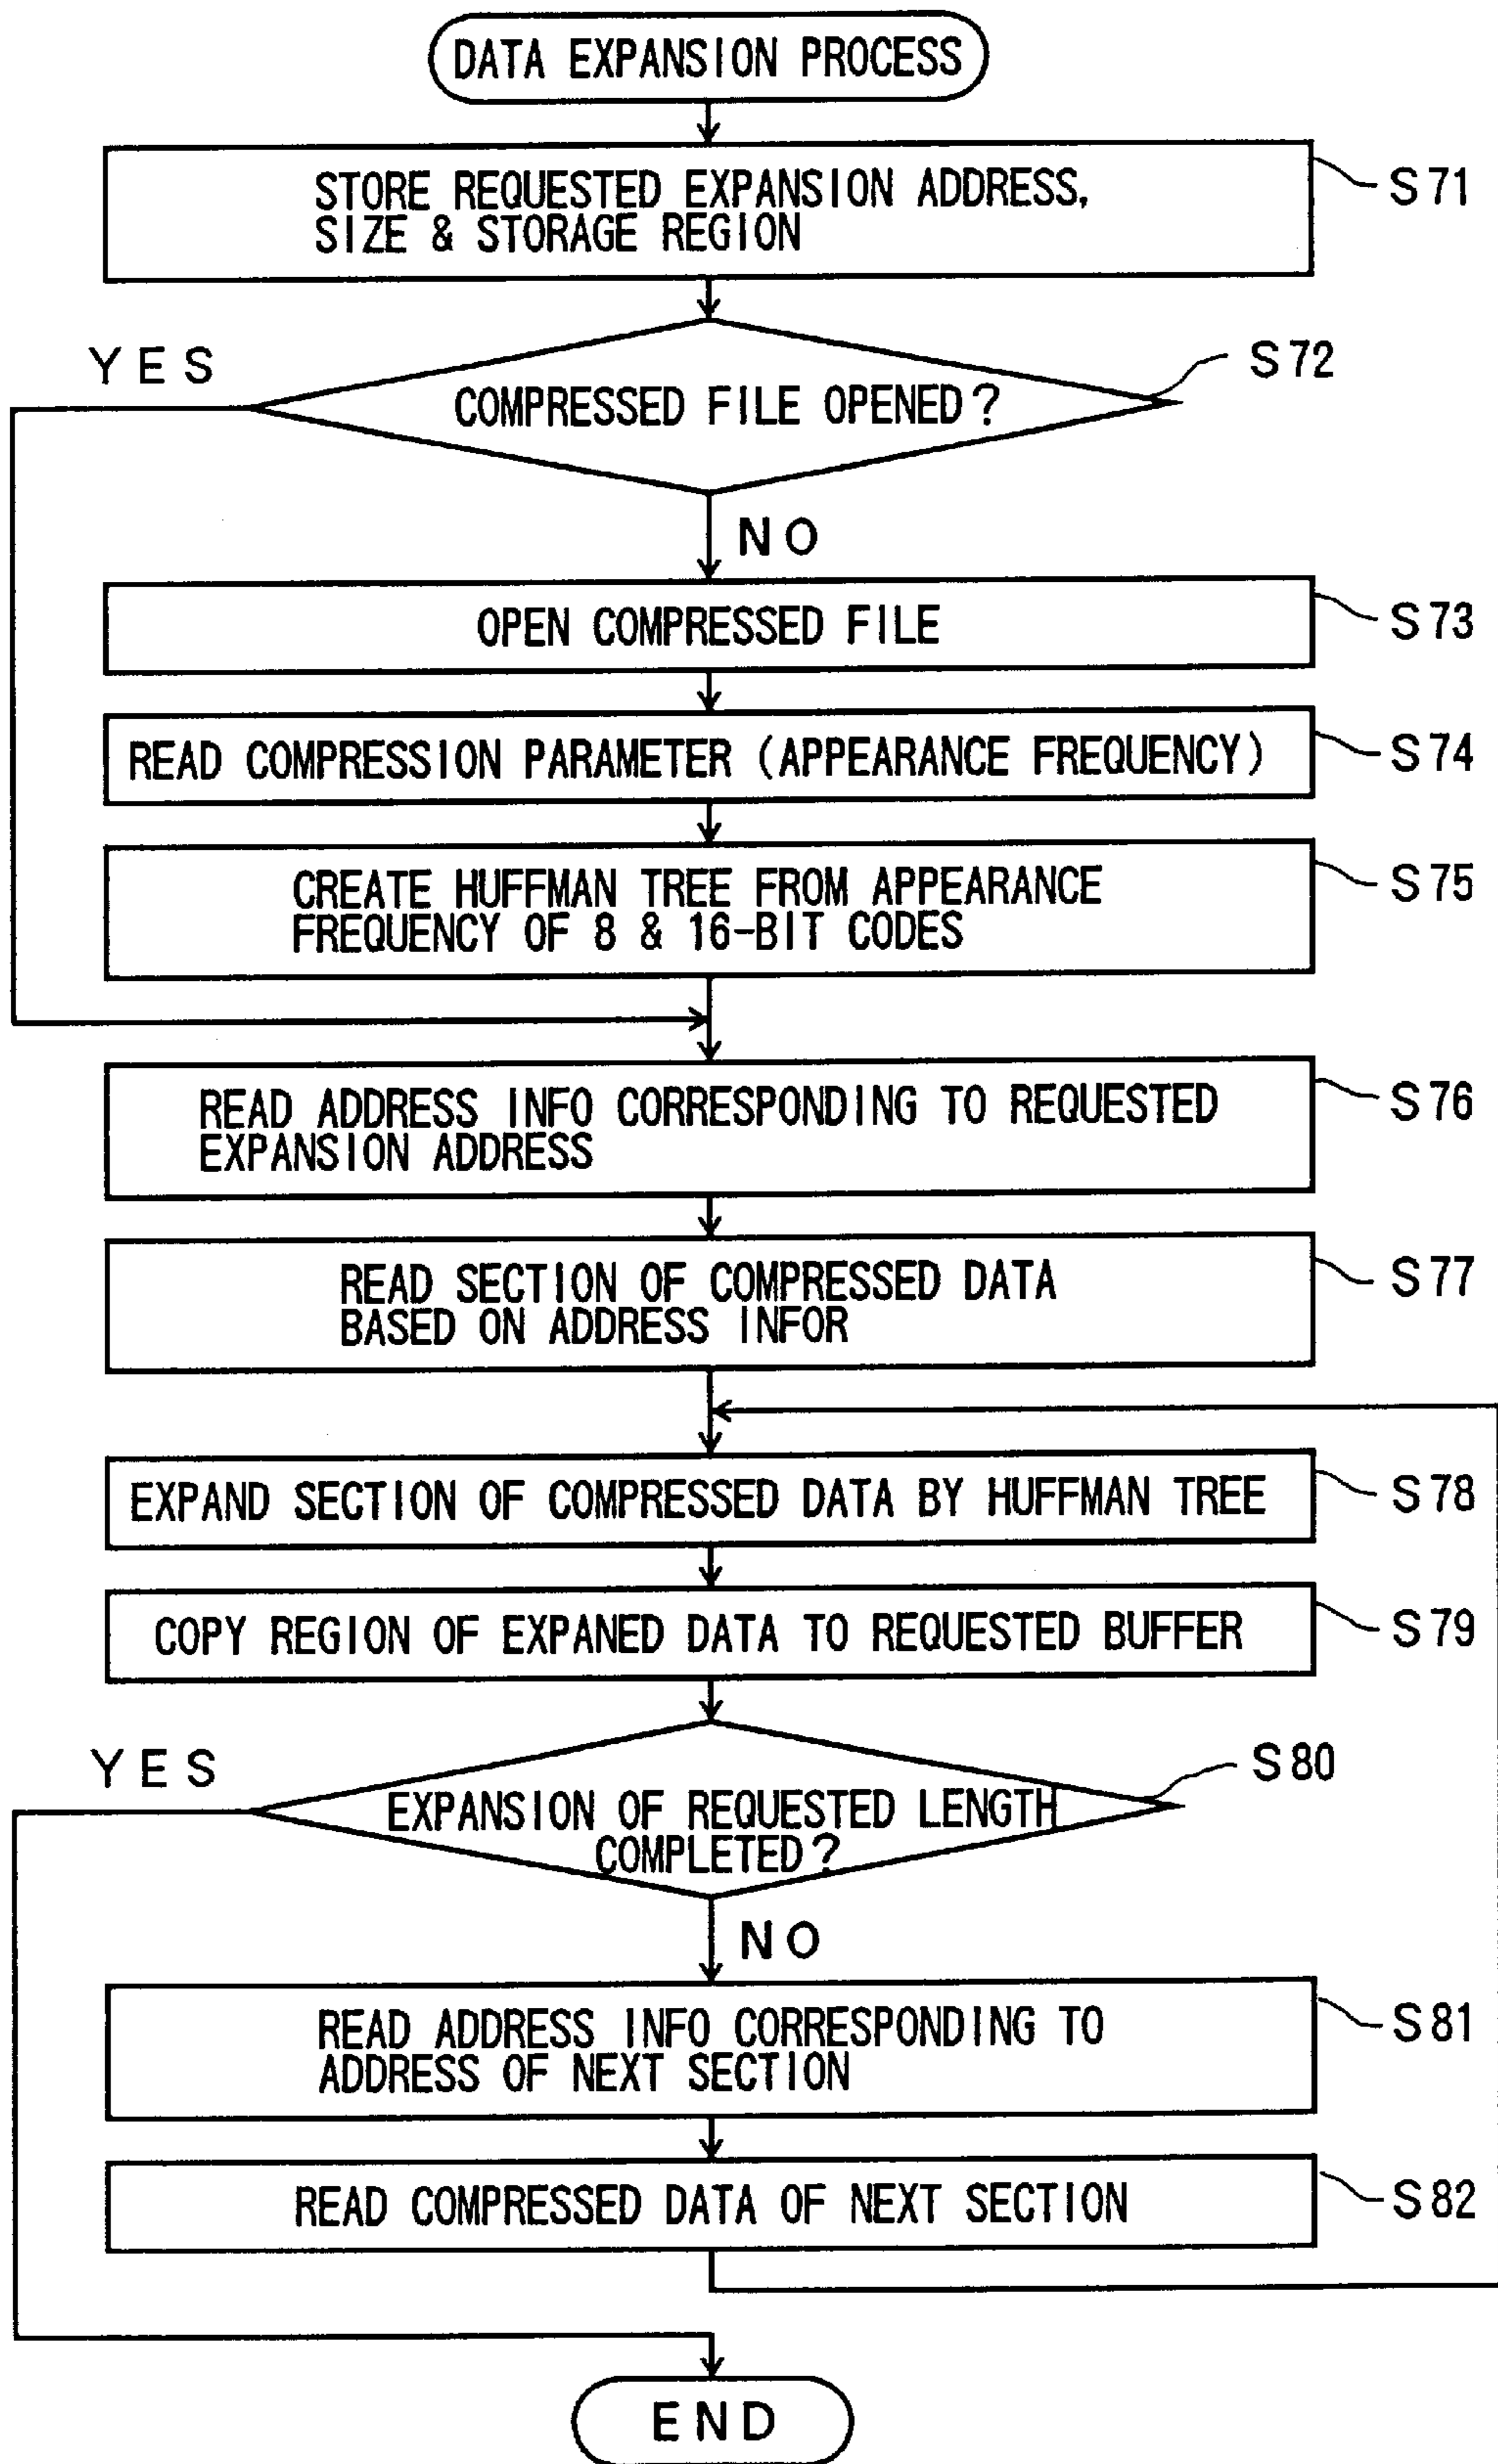 DATA EXPANSION PROCESS
STORE REQUESTED EXPANSION ADDRESS,
SIZE & STORAGE REGION
S71
YES
COMPRESSED FILE OPENED?
S72
NO
OPEN COMPRESSED FILE
S73
READ COMPRESSION PARAMETER (APPEARANCE FREQUENCY)
S74
CREATE HUFFMAN TREE FROM APPEARANCE
FREQUENCY OF 8 & 16-BIT CODES
S75
READ ADDRESS INFO CORRESPONDING TO REQUESTED
EXPANSION ADDRESS
S76
READ SECTION OF COMPRESSED DATA
BASED ON ADDRESS INFOR
S77
EXPAND SECTION OF COMPRESSED DATA BY HUFFMAN TREE
S78
COPY REGION OF EXPANED DATA TO REQUESTED BUFFER
S79
YES
EXPANSION OF REQUESTED LENGTH
COMPLETED?
S80
NO
READ ADDRESS INFO CORRESPONDING TO
ADDRESS OF NEXT SECTION
S81
READ COMPRESSED DATA OF NEXT SECTION
S82
END